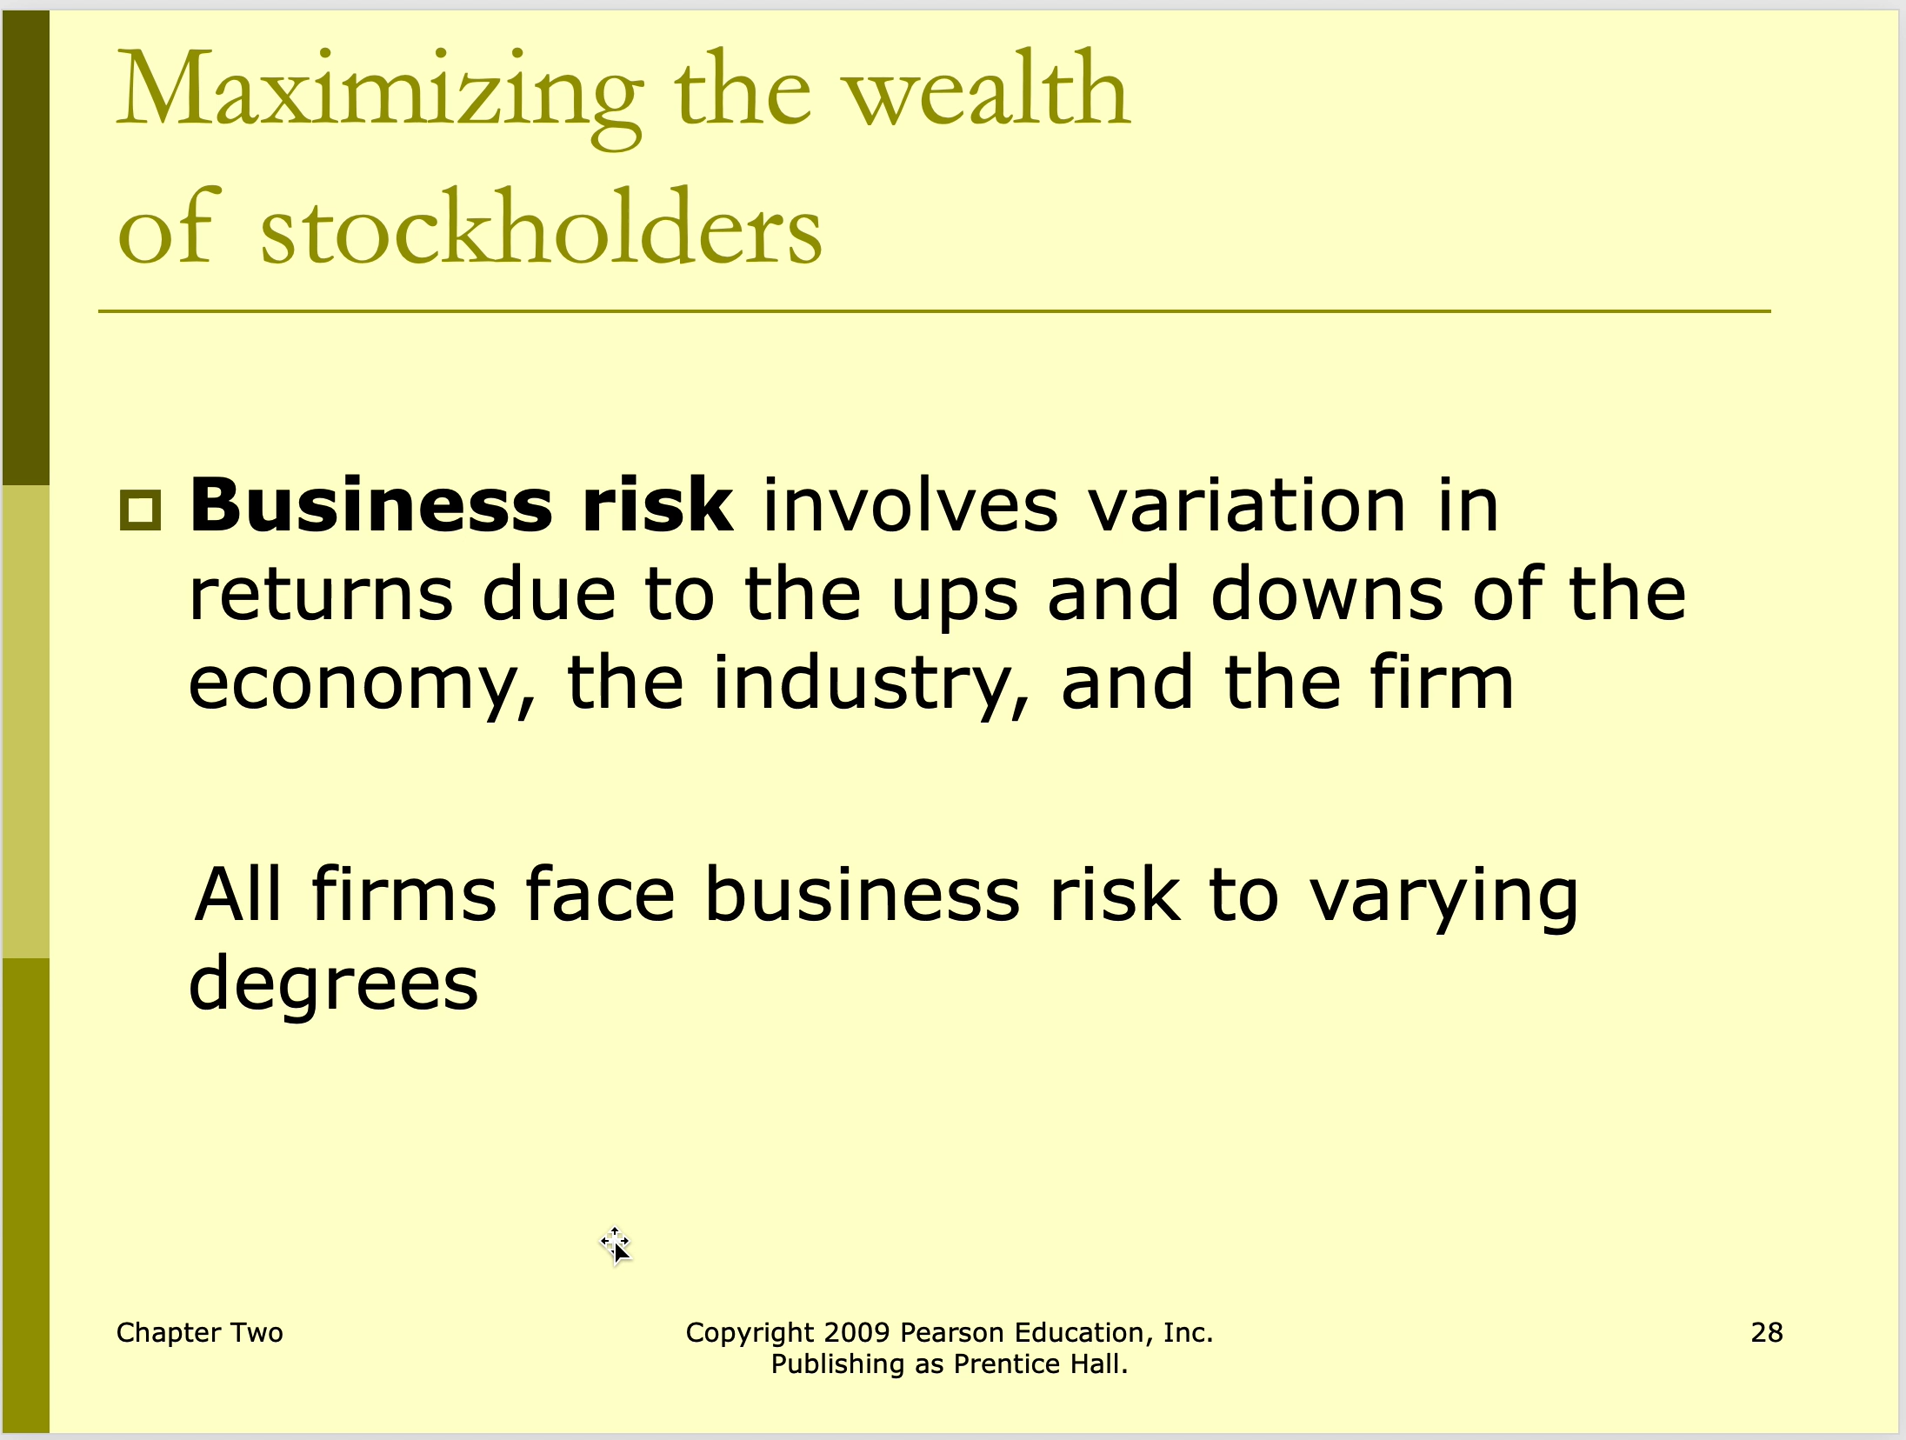 Maximizing the wealth
of stockholders
Business risk involves variation in
returns due to the ups and downs of the
economy, the industry, and the firm
All firms face business risk to varying
degrees
Chapter Two
Copyright 2009 Pearson Education, Inc.
Publishing as Prentice Hall.
28